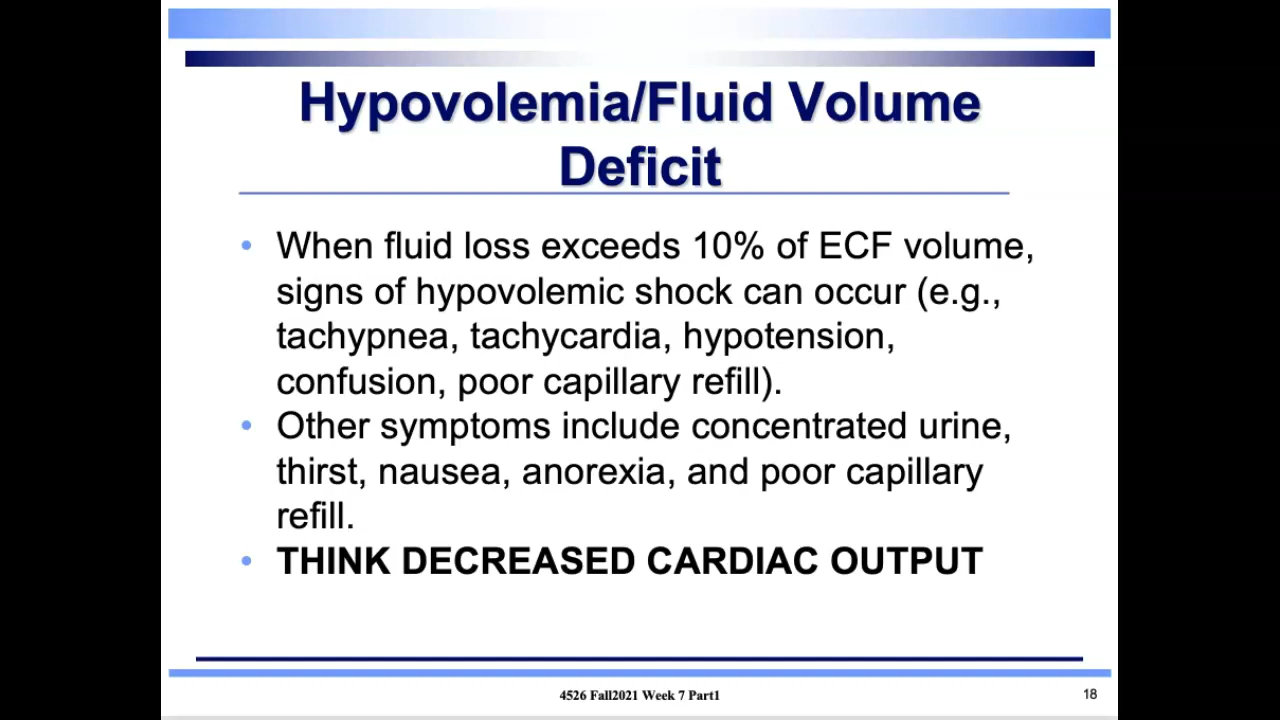 Hypovolemia/Fluid Volume
Deficit
• When fluid loss exceeds 10% of ECF volume,
signs of hypovolemic shock can occur (e.g.,
tachypnea, tachycardia, hypotension,
confusion, poor capillary refill).
• Other symptoms include concentrated urine,
thirst, nausea, anorexia, and poor capillary
refill.
• THINK DECREASED CARDIAC OUTPUT
4526 Fall2021 Week 7 Part1
18